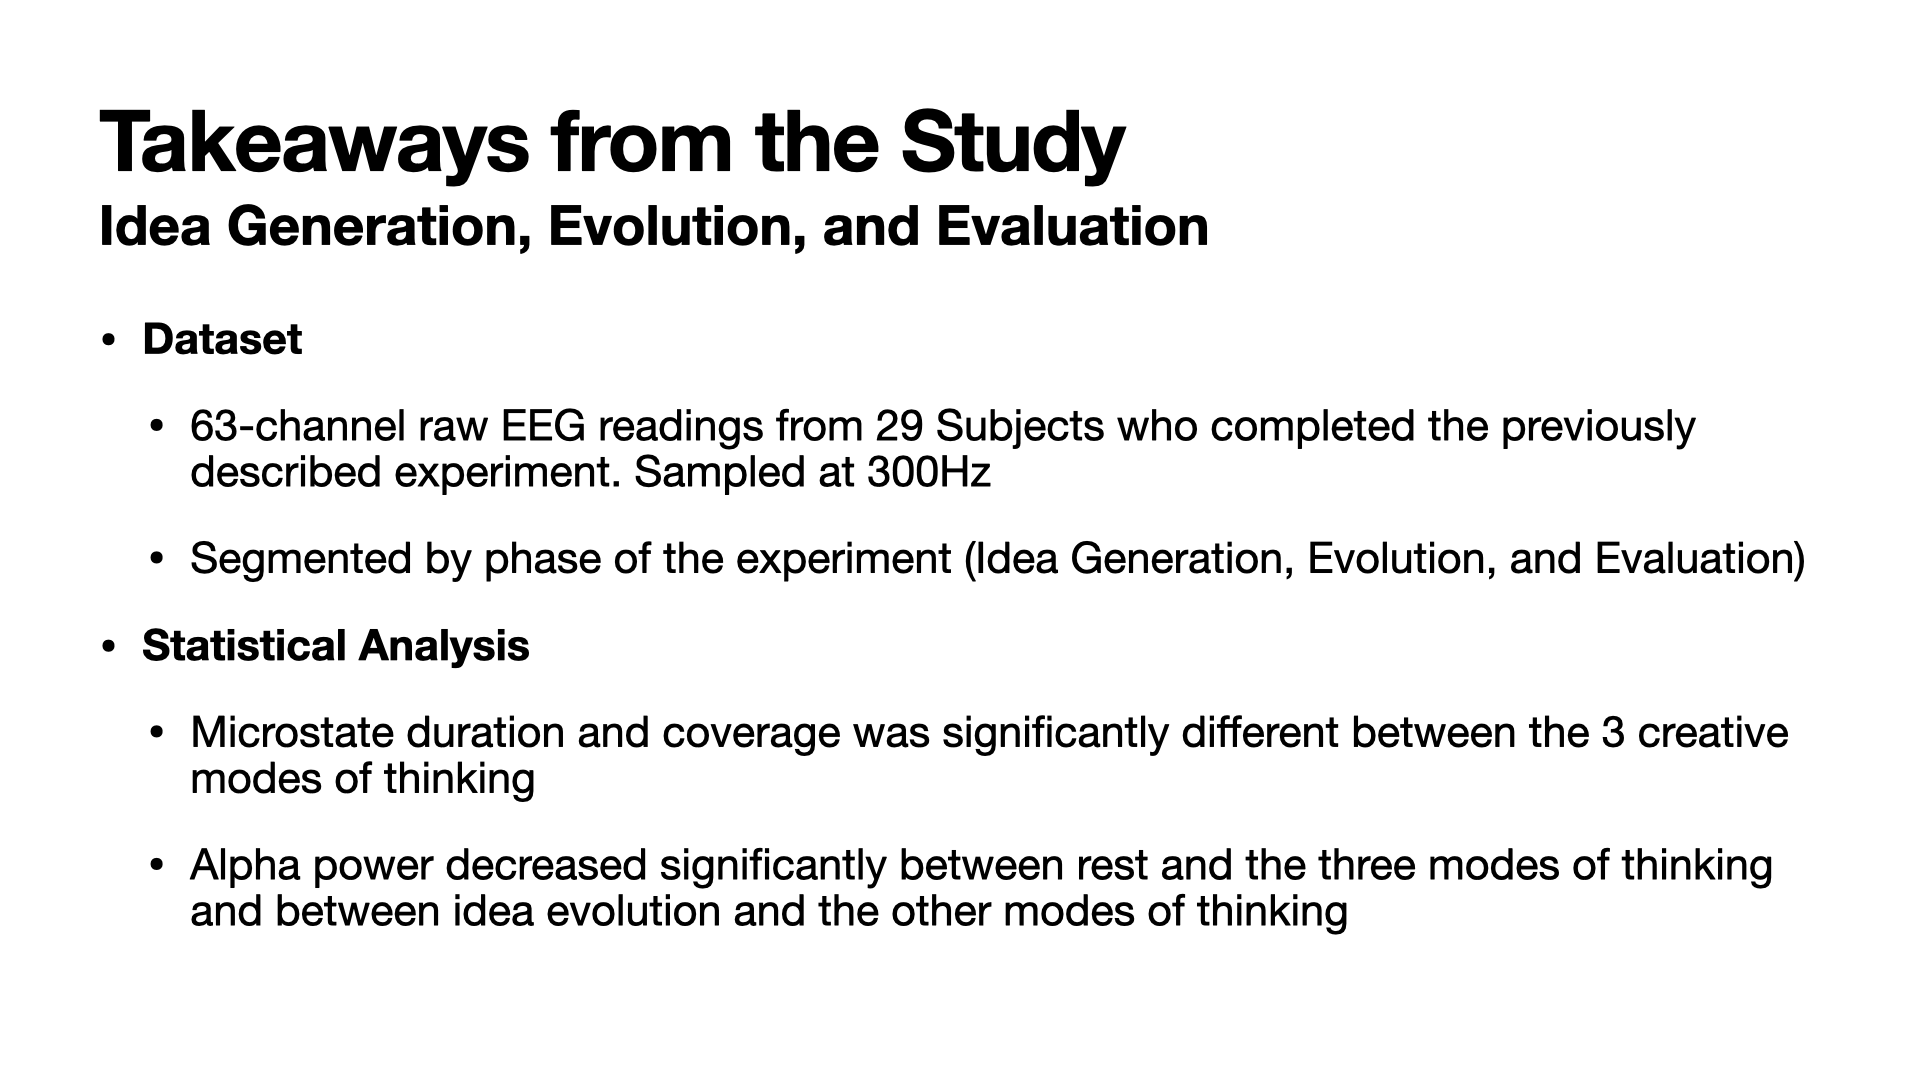 Takeaways from the Study
Idea Generation, Evolution, and Evaluation
• Dataset
• 63-channel raw EEG readings from 29 Subjects who completed the previously
described experiment. Sampled at 300Hz
• Segmented by phase of the experiment (Idea Generation, Evolution, and Evaluation)
• Statistical Analysis
• Microstate duration and coverage was significantly different between the 3 creative
modes of thinking
• Alpha power decreased significantly between rest and the three modes of thinking
and between idea evolution and the other modes of thinking